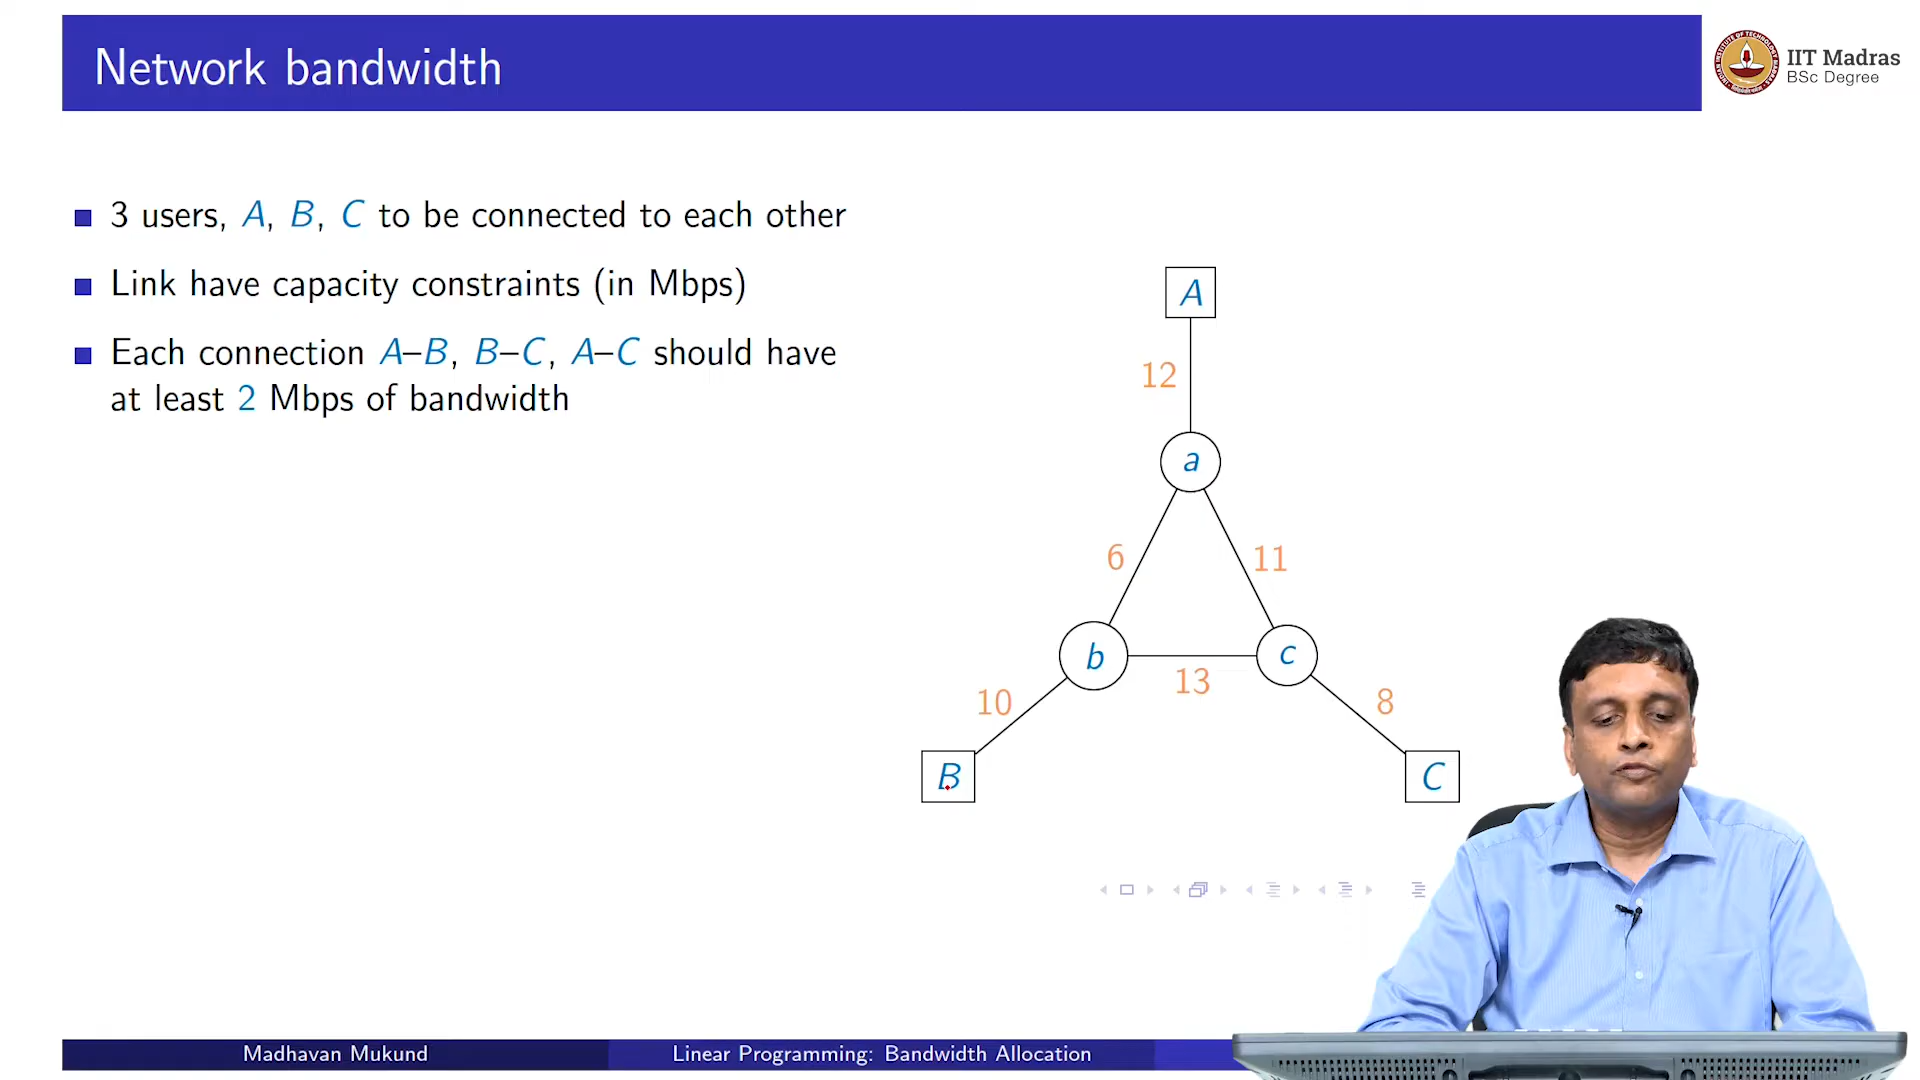 Network bandwidth
IIT Madras
BSc Degree
3 users, A, B, C to be connected to each other
Link have capacity constraints (in Mbps)
Each connection A–B, B–C, A–C should have
at least 2 Mbps of bandwidth
A
12
a
6
11
b
c
13
10
8
B
C
Madhavan Mukund
Linear Programming: Bandwidth Allocation